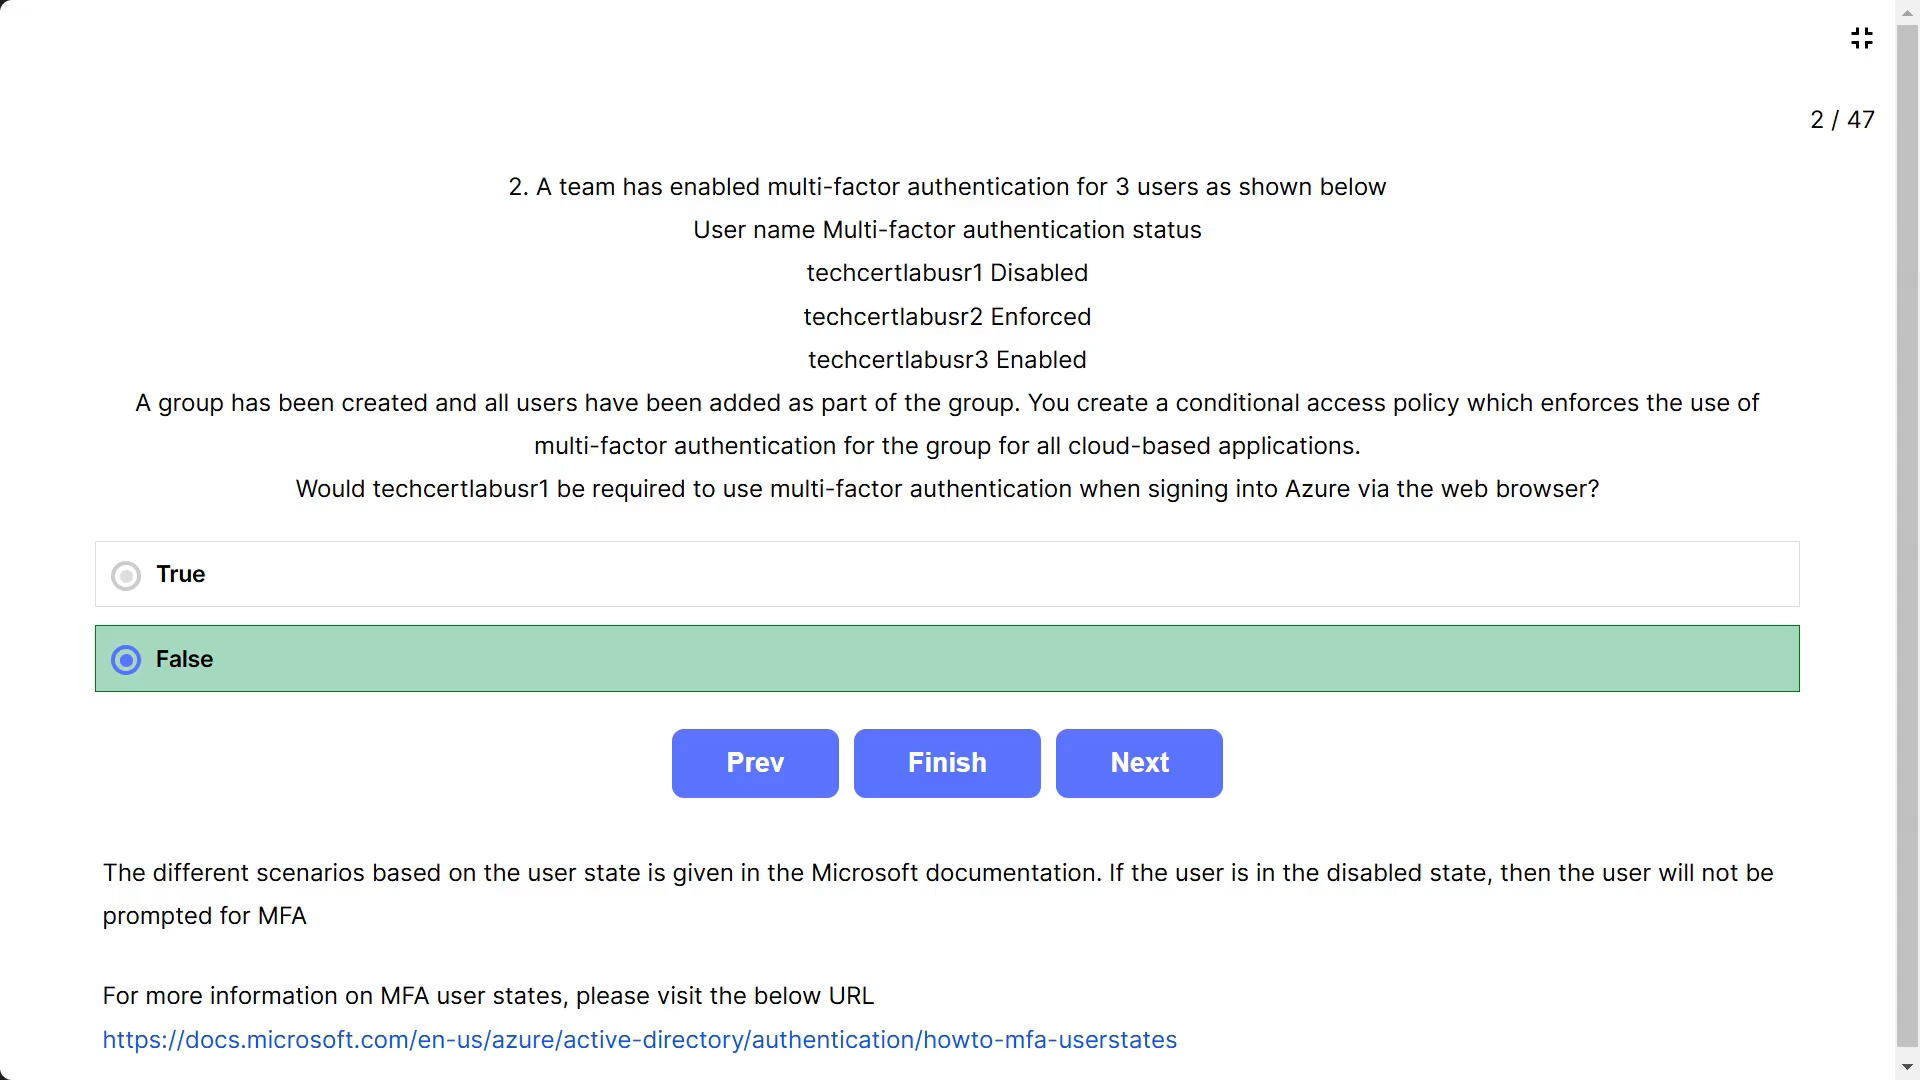 2 / 47
2. A team has enabled multi-factor authentication for 3 users as shown below
User name Multi-factor authentication status
techcertlabusr1 Disabled
techcertlabusr2 Enforced
techcertlabusr3 Enabled
A group has been created and all users have been added as part of the group. You create a conditional access policy which enforces the use of
multi-factor authentication for the group for all cloud-based applications.
Would techcertlabusr1 be required to use multi-factor authentication when signing into Azure via the web browser?
True
False
Prev Finish Next
The different scenarios based on the user state is given in the Microsoft documentation. If the user is in the disabled state, then the user will not be
prompted for MFA
For more information on MFA user states, please visit the below URL
https://docs.microsoft.com/en-us/azure/active-directory/authentication/howto-mfa-userstates